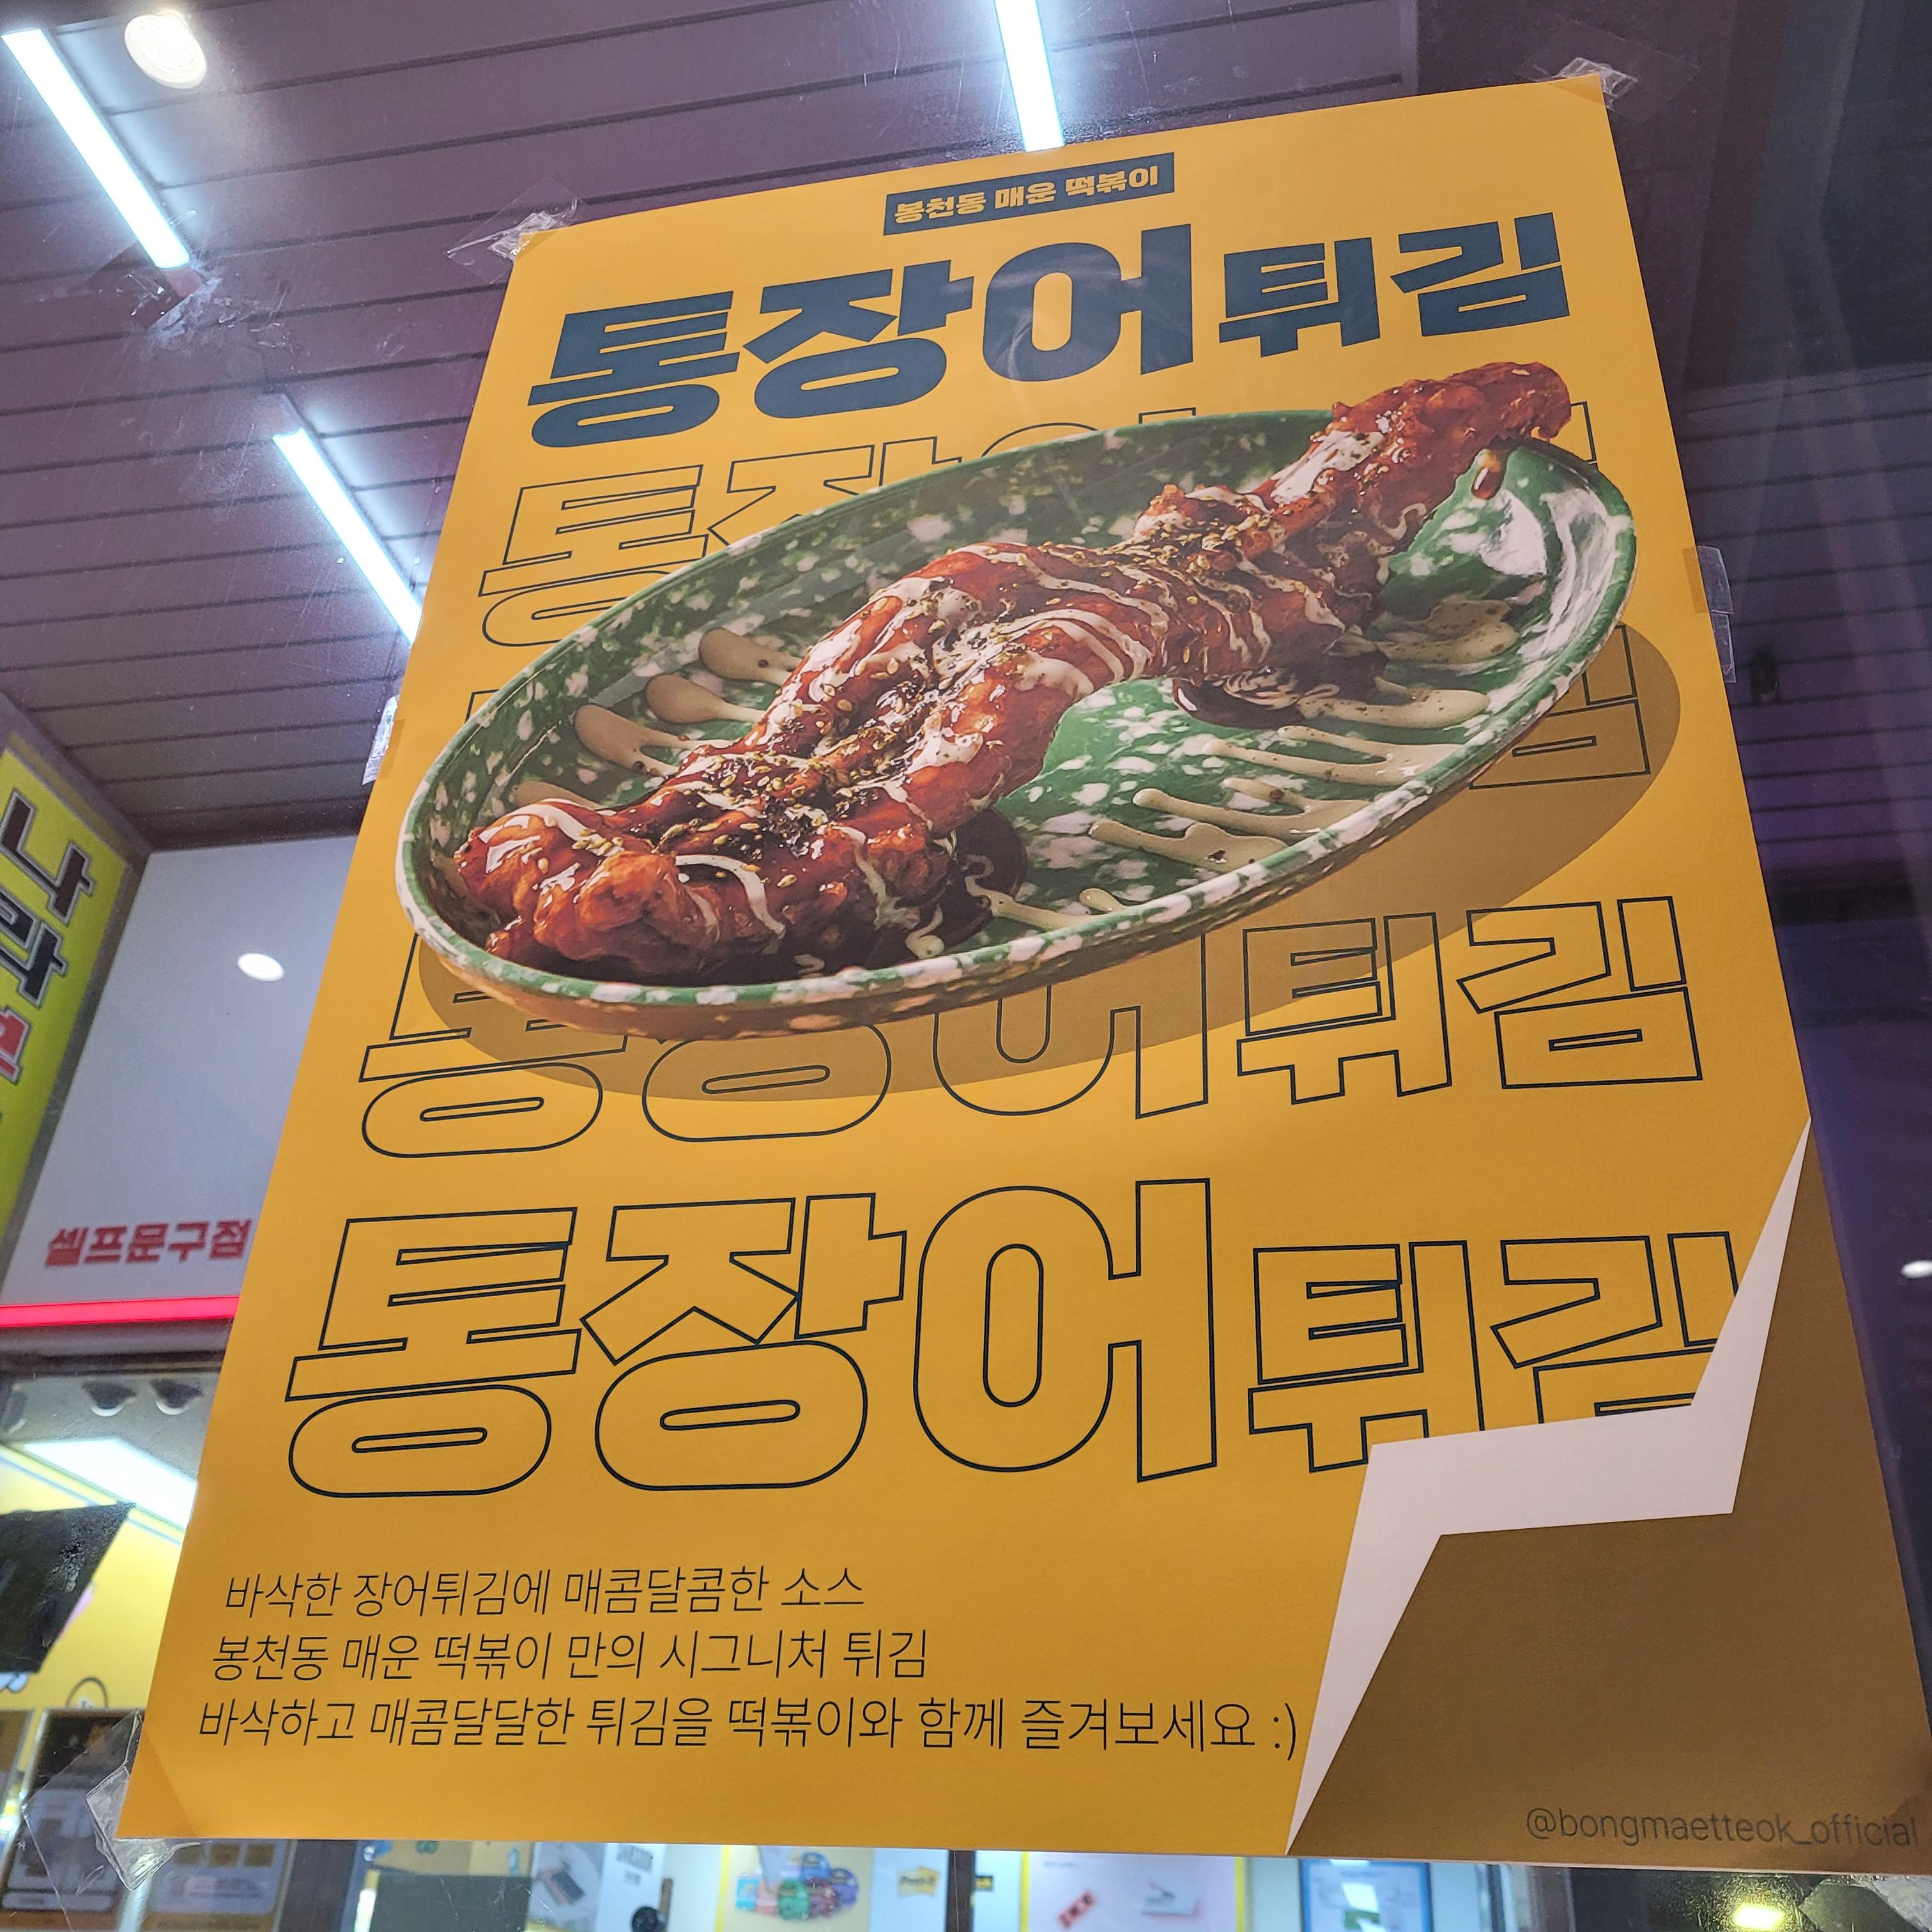 봉천동 매운 떡볶이
통장어튀김
통장어튀김
통장어튀김
바삭한 장어튀김에 매콤달콤한 소스
봉천동 매운 떡볶이 만의 시그니처 튀김
바삭하고 매콤달달한 튀김을 떡볶이와 함께 즐겨보세요 :)
@bongmaetteok_official
셀프문구점